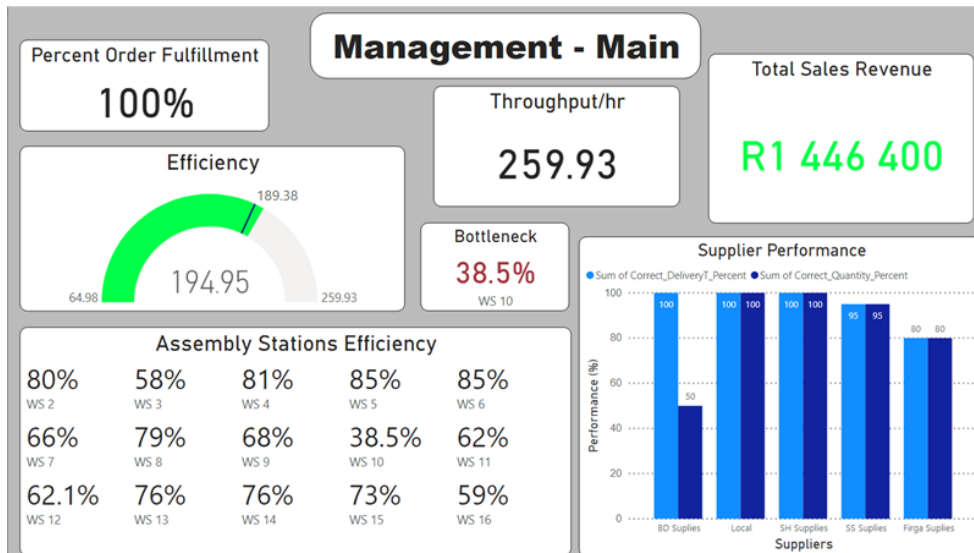 Management - Main
Percent Order Fulfillment
100%
Throughput/hr
259.93
Total Sales Revenue
R1 446 400
Efficiency
189.38
194.95
64.98
259.93
Bottleneck
38.5%
WS 10
Assembly Stations Efficiency
80% 58% 81% 85% 85%
WS 2 WS 3 WS 4 WS 5 WS 6
66% 79% 68% 38.5% 62%
WS 7 WS 8 WS 9 WS 10 WS 11
62.1% 76% 76% 73% 59%
WS 12 WS 13 WS 14 WS 15 WS 16
Supplier Performance
Sum of Correct_DeliveryT_Percent Sum of Correct_Quantity_Percent
Performance (%)
100
80
60
40
20
0
100 50 100 100 100 100 95 95 80 80
BD Suplies Local SH Supplies SS Suplies Firga Suplies
Suppliers